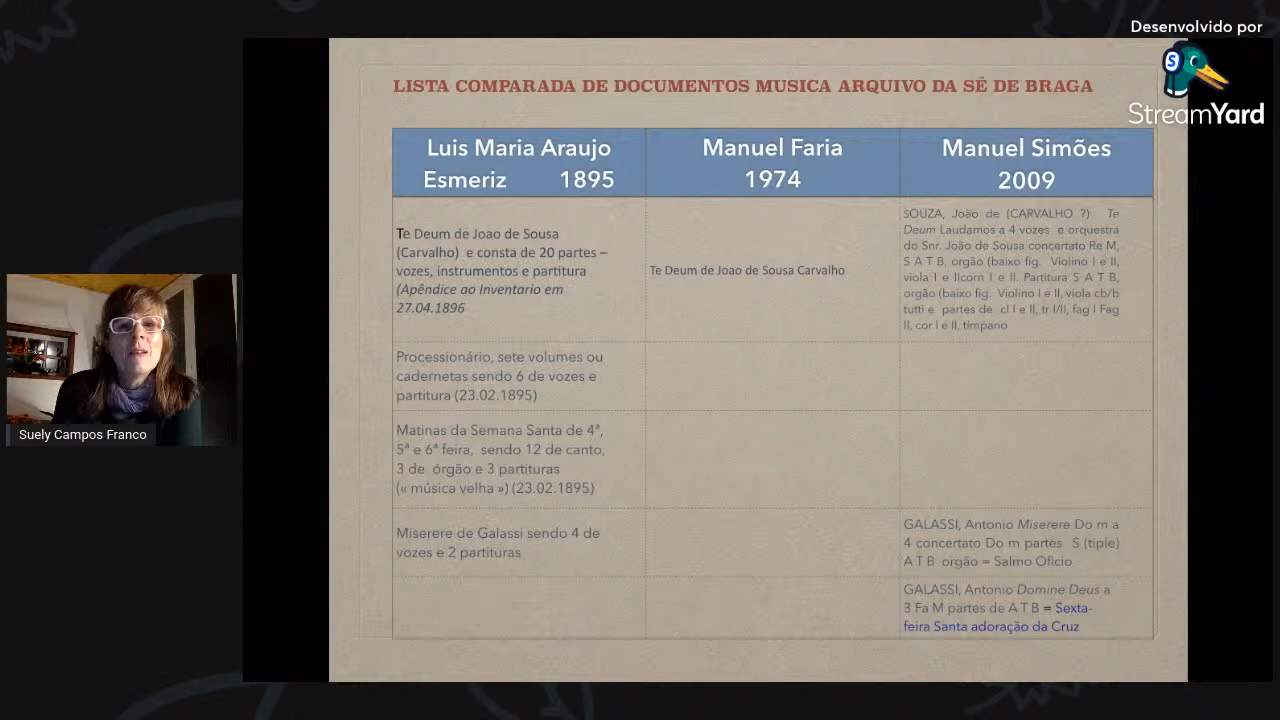 Desenvolvido por
StreamYard
LISTA COMPARADA DE DOCUMENTOS MUSICA ARQUIVO DA SÉ DE BRAGA
Luis Maria Araujo
Esmeriz 1895
Manuel Faria
1974
Manuel Simões
2009
Te Deum de Joao de Sousa
(Carvalho) e consta de 20 partes –
vozes, instrumentos e partitura
(Apêndice ao Inventario em
27.04.1896
Te Deum de Joao de Sousa Carvalho
SOUZA, João de (CARVALHO ?) Te
Deum Laudamos a 4 vozes e orquestra
do Snr. João de Sousa concertato Re M,
S A T B, orgão (baixo fig. Violino I e II,
viola I e IIcorn I e II. Partitura S A T B,
orgão (baixo fig. Violino I e II, viola cb/b
tutti e partes de cl I e II, tr I/II, fag I Fag
II, cor I e II, tímpano
Processionário, sete volumes ou
cadernetas sendo 6 de vozes e
partitura (23.02.1895)
Matinas da Semana Santa de 4ª,
5ª e 6ª feira, sendo 12 de canto,
3 de órgão e 3 partituras
(« música velha ») (23.02.1895)
Miserere de Galassi sendo 4 de
vozes e 2 partituras
GALASSI, Antonio Miserere Do m a
4 concertato Do m partes S (tiple)
A T B orgão = Salmo Oficio
GALASSI, Antonio Domine Deus a
3 Fa M partes de A T B = Sexta-
feira Santa adoração da Cruz
Suely Campos Franco